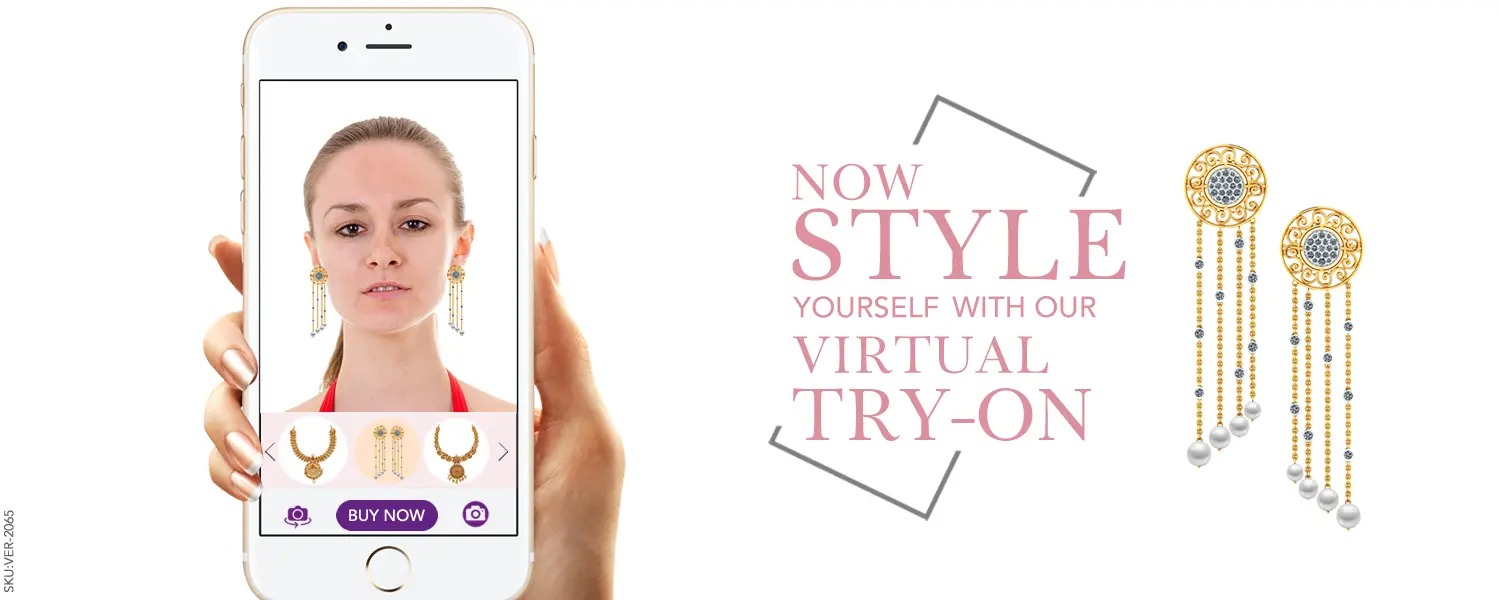 NOW
STYLE
YOURSELF WITH OUR
VIRTUAL
TRY-ON
BUY NOW
SKU:VER-2065